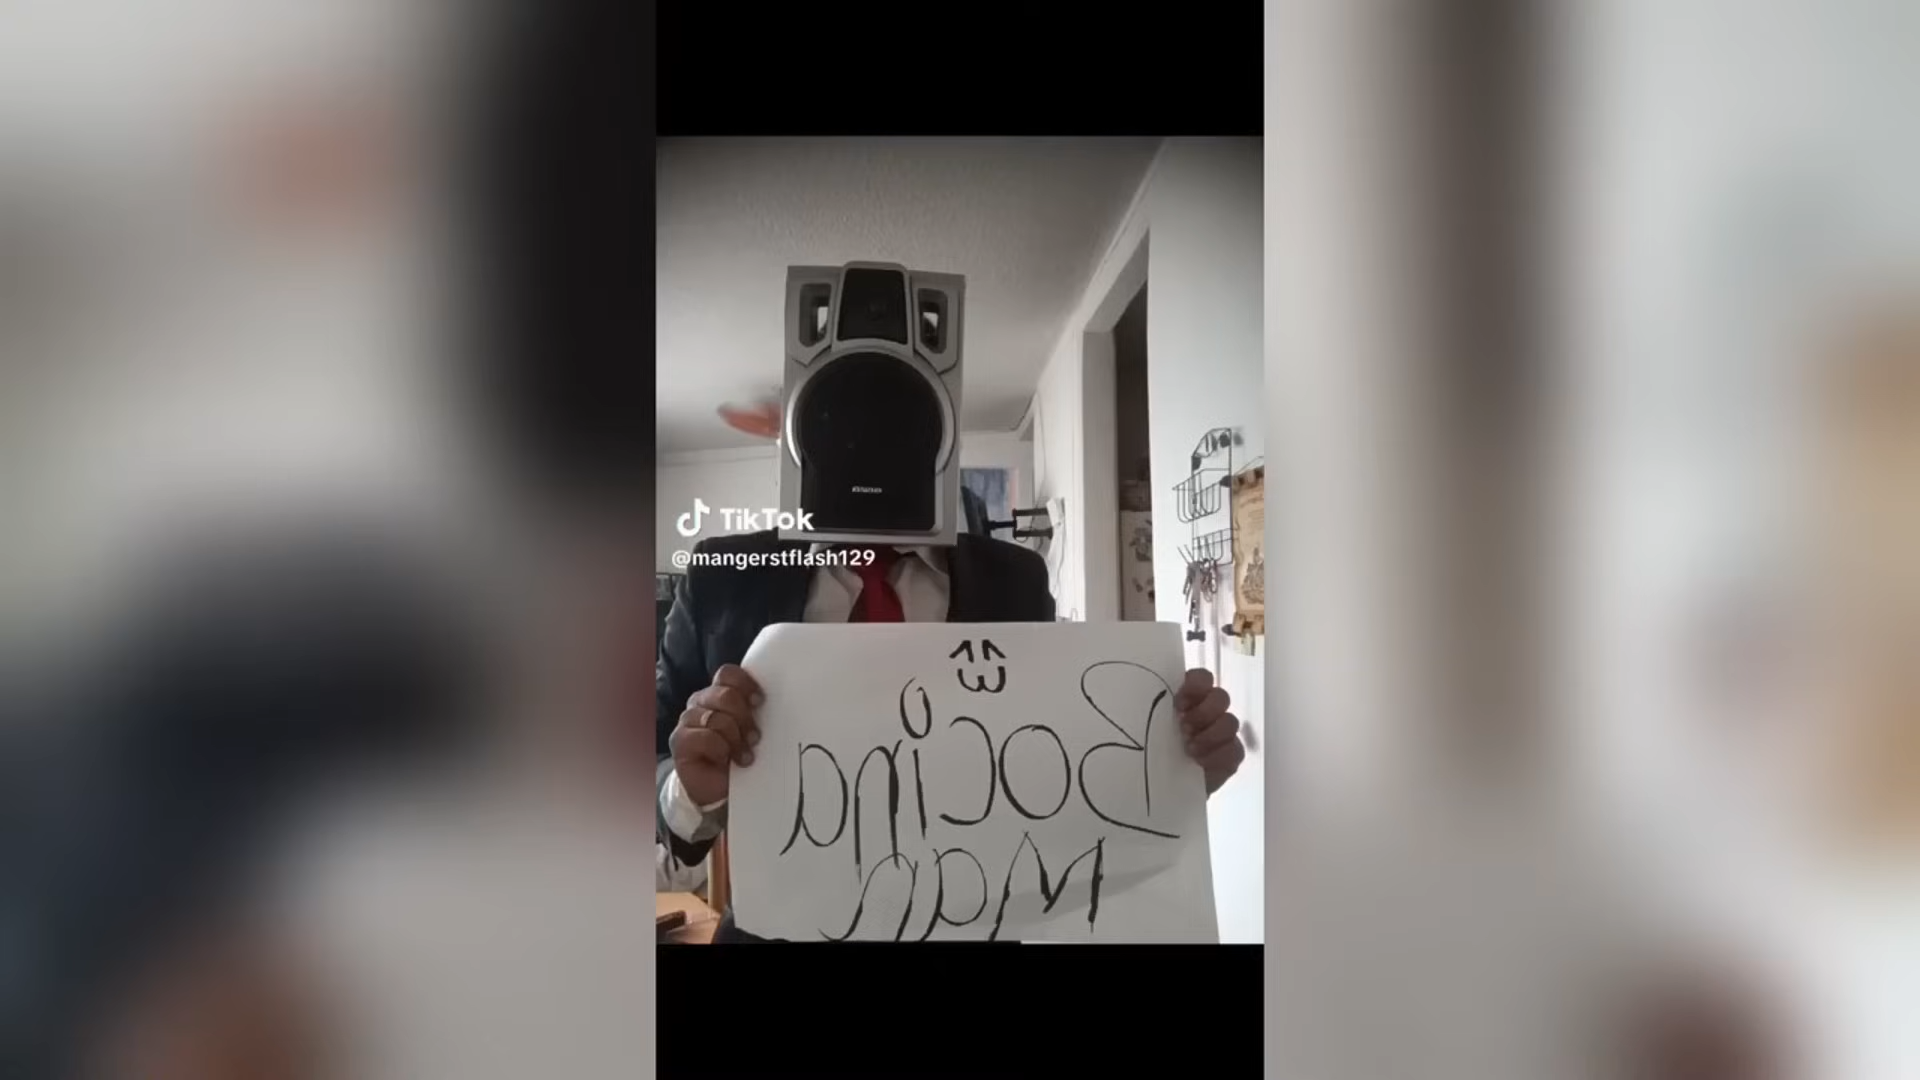 TikTok
@mangerstflash129
^^
ω
Bocina
Man